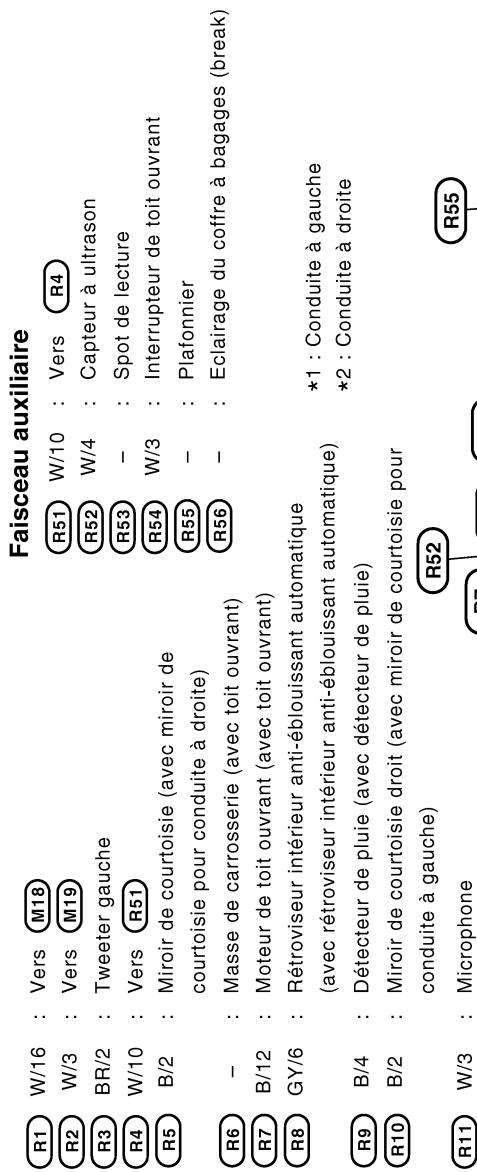 R1 W/16 : Vers M18
R2 W/3 : Vers M19
R3 BR/2 : Tweeter gauche
R4 W/10 : Vers R51
R5 B/2 : Miroir de courtoisie (avec miroir de
courtoisie pour conduite à droite)
R6 – : Masse de carrosserie (avec toit ouvrant)
R7 B/12 : Moteur de toit ouvrant (avec toit ouvrant)
R8 GY/6 : Rétroviseur intérieur anti-éblouissant automatique
(avec rétroviseur intérieur anti-éblouissant automatique)
R9 B/4 : Détecteur de pluie (avec détecteur de pluie)
R10 B/2 : Miroir de courtoisie droit (avec miroir de courtoisie pour
conduite à gauche)
R11 W/3 : Microphone
Faisceau auxiliaire
R51 W/10 : Vers R4
R52 W/4 : Capteur à ultrason
R53 – : Spot de lecture
R54 W/3 : Interrupteur de toit ouvrant
R55 – : Plafonnier
R56 – : Eclairage du coffre à bagages (break)
*1 : Conduite à gauche
*2 : Conduite à droite
R52
R55